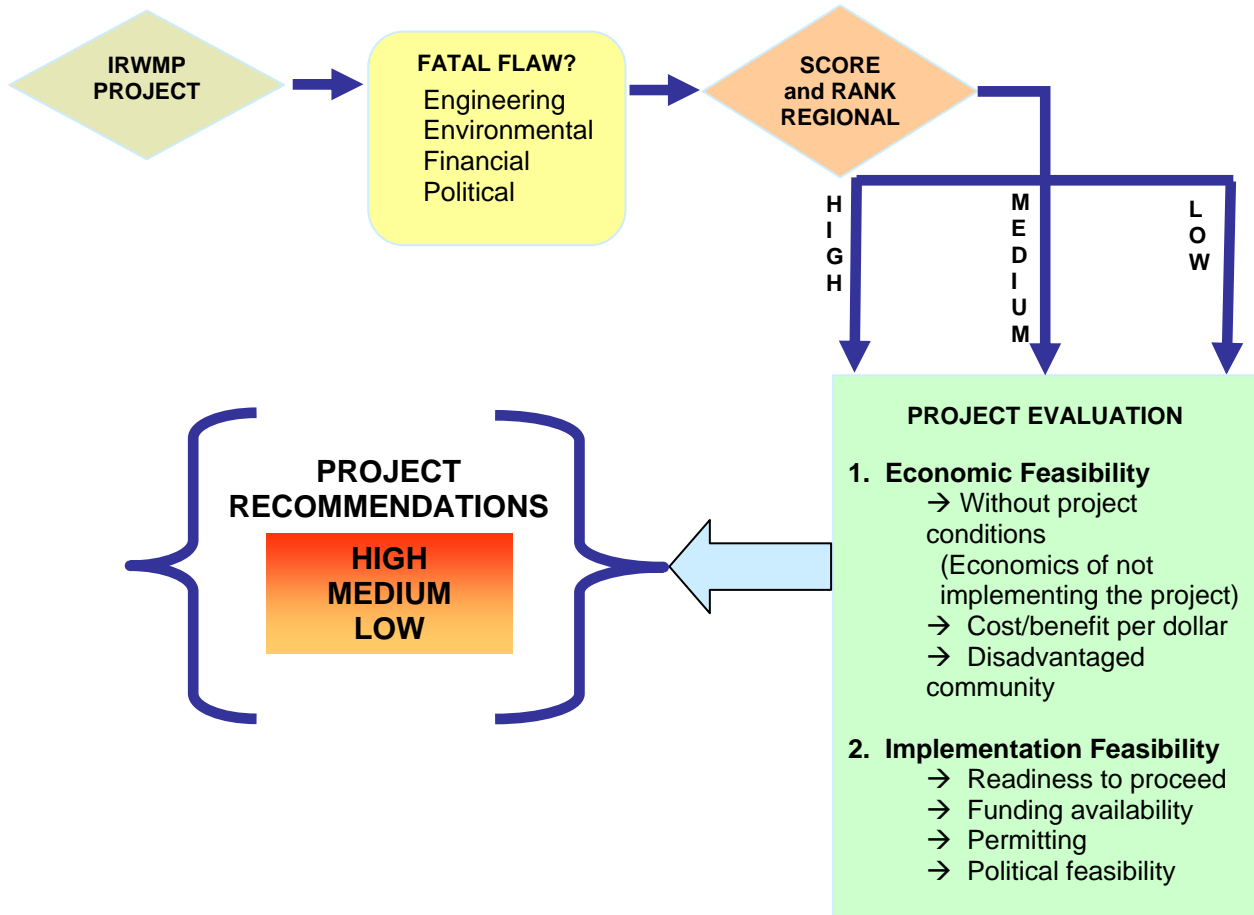 IRWMP
PROJECT
FATAL FLAW?
Engineering
Environmental
Financial
Political
SCORE
and RANK
REGIONAL
HIGH
MEDIUM
LOW
PROJECT EVALUATION
1. Economic Feasibility
→ Without project
conditions
(Economics of not
implementing the project)
→ Cost/benefit per dollar
→ Disadvantaged
community
2. Implementation Feasibility
→ Readiness to proceed
→ Funding availability
→ Permitting
→ Political feasibility
PROJECT
RECOMMENDATIONS
HIGH
MEDIUM
LOW